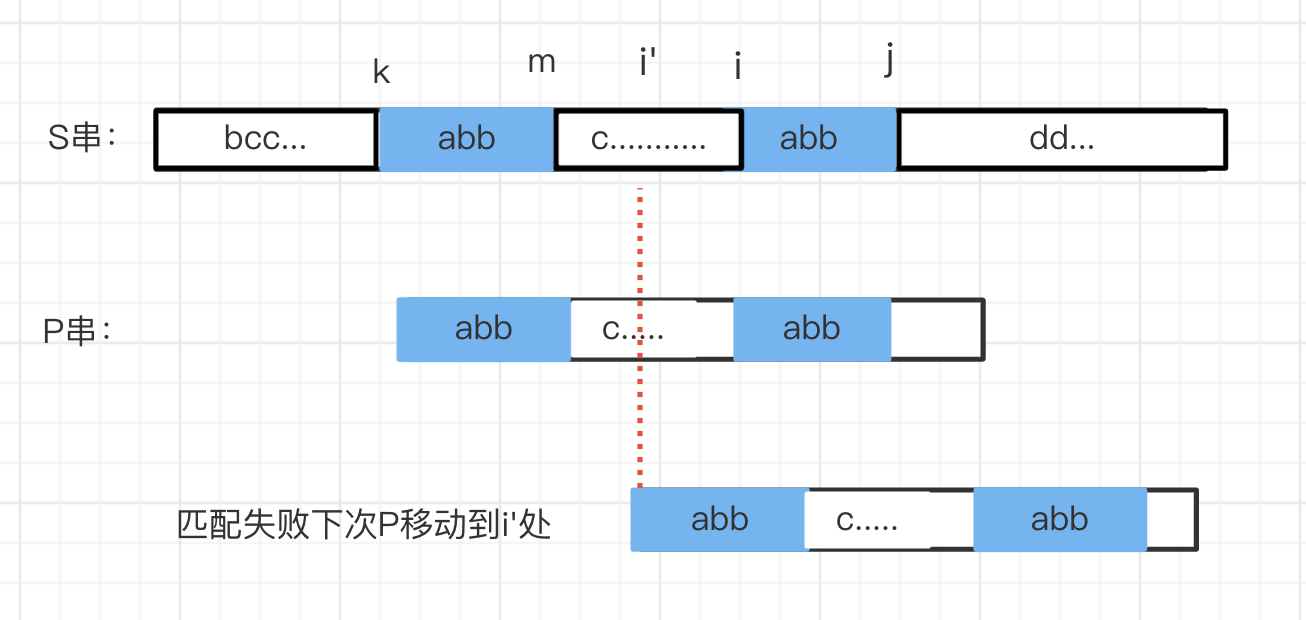 k m i' i j
S串： bcc... abb c........... abb dd...
P串： abb c..... abb
匹配失败下次P移动到i'处 abb c..... abb